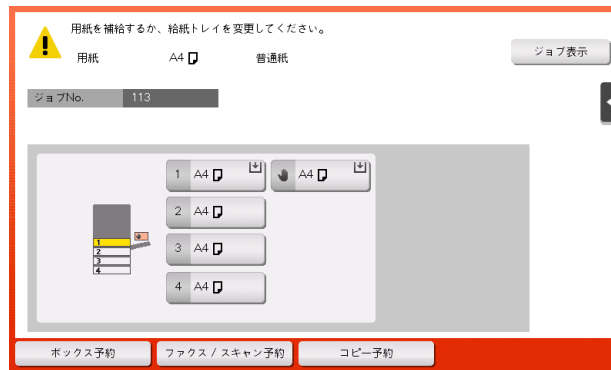 用紙を補給するか、給紙トレイを変更してください。
用紙 A4 普通紙
ジョブ表示
ジョブNo. 113
1 A4
A4
2 A4
3 A4
4 A4
1
2
3
4
ボックス予約 ファクス / スキャン予約 コピー予約